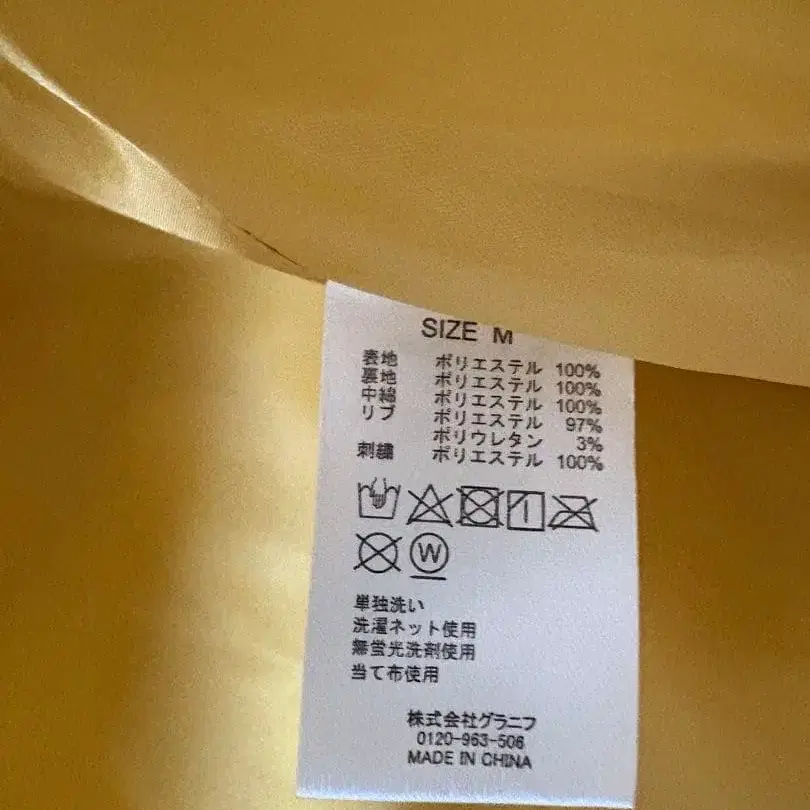 SIZE M
表地 ポリエステル 100%
裏地 ポリエステル 100%
中綿 ポリエステル 100%
リブ ポリエステル 97%
ポリウレタン 3%
刺繍 ポリエステル 100%
W
単独洗い
洗濯ネット使用
無蛍光洗剤使用
当て布使用
株式会社グラニフ
0120-963-506
MADE IN CHINA